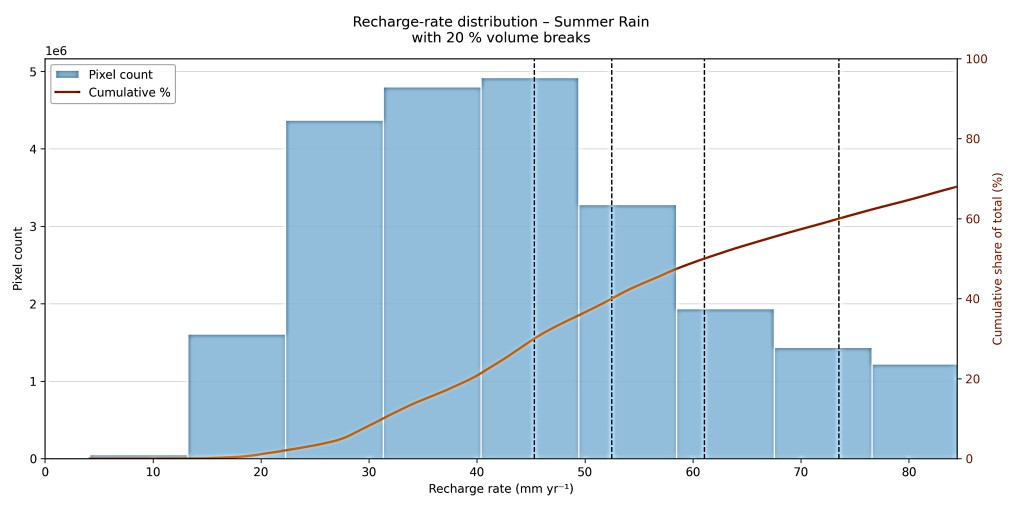 Recharge-rate distribution – Summer Rain
with 20 % volume breaks
1e6
Pixel count
Cumulative %
5
4
3
2
1
0
Pixel count
0
10
20
30
40
50
60
70
80
Recharge rate (mm yr⁻¹)
100
80
60
40
20
0
Cumulative share of total (%)